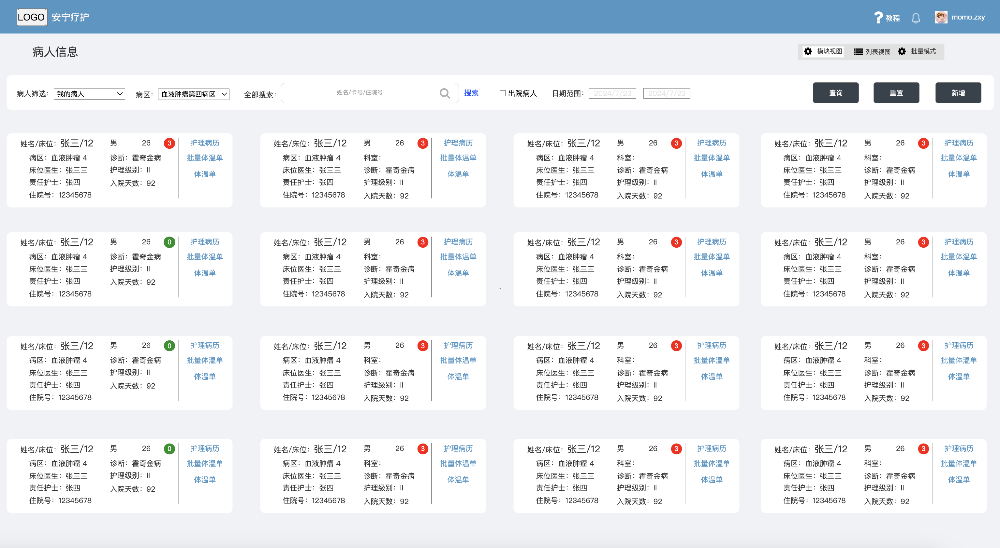 LOGO 安宁疗护 教程 momo.zxy
病人信息 模块视图 列表视图 批量模式
病人筛选： 我的病人 病区： 血液肿瘤第四病区 全部搜索： 姓名/卡号/住院号 搜索 出院病人 日期范围： 2024/7/23 2024/7/23 查询 重置 新增
姓名/床位：张三/12 男 26 3 护理病历
病区：血液肿瘤 4 诊断：霍奇金病 批量体温单
床位医生：张三三 护理级别：II 体温单
责任护士：张四 入院天数：92
住院号：12345678
姓名/床位：张三/12 男 26 3 护理病历
病区：血液肿瘤 4 科室： 批量体温单
床位医生：张三三 诊断：霍奇金病 体温单
责任护士：张四 护理级别：II
住院号：12345678 入院天数：92
姓名/床位：张三/12 男 26 3 护理病历
病区：血液肿瘤 4 科室： 批量体温单
床位医生：张三三 诊断：霍奇金病 体温单
责任护士：张四 护理级别：II
住院号：12345678 入院天数：92
姓名/床位：张三/12 男 26 3 护理病历
病区：血液肿瘤 4 科室： 批量体温单
床位医生：张三三 诊断：霍奇金病 体温单
责任护士：张四 护理级别：II
住院号：12345678 入院天数：92
姓名/床位：张三/12 男 26 0 护理病历
病区：血液肿瘤 4 诊断：霍奇金病 批量体温单
床位医生：张三三 护理级别：II 体温单
责任护士：张四 入院天数：92
住院号：12345678
姓名/床位：张三/12 男 26 3 护理病历
病区：血液肿瘤 4 科室： 批量体温单
床位医生：张三三 诊断：霍奇金病 体温单
责任护士：张四 护理级别：II
住院号：12345678 入院天数：92
姓名/床位：张三/12 男 26 3 护理病历
病区：血液肿瘤 4 科室： 批量体温单
床位医生：张三三 诊断：霍奇金病 体温单
责任护士：张四 护理级别：II
住院号：12345678 入院天数：92
姓名/床位：张三/12 男 26 3 护理病历
病区：血液肿瘤 4 科室： 批量体温单
床位医生：张三三 诊断：霍奇金病 体温单
责任护士：张四 护理级别：II
住院号：12345678 入院天数：92
姓名/床位：张三/12 男 26 0 护理病历
病区：血液肿瘤 4 诊断：霍奇金病 批量体温单
床位医生：张三三 护理级别：II 体温单
责任护士：张四 入院天数：92
住院号：12345678
姓名/床位：张三/12 男 26 3 护理病历
病区：血液肿瘤 4 科室： 批量体温单
床位医生：张三三 诊断：霍奇金病 体温单
责任护士：张四 护理级别：II
住院号：12345678 入院天数：92
姓名/床位：张三/12 男 26 3 护理病历
病区：血液肿瘤 4 科室： 批量体温单
床位医生：张三三 诊断：霍奇金病 体温单
责任护士：张四 护理级别：II
住院号：12345678 入院天数：92
姓名/床位：张三/12 男 26 3 护理病历
病区：血液肿瘤 4 科室： 批量体温单
床位医生：张三三 诊断：霍奇金病 体温单
责任护士：张四 护理级别：II
住院号：12345678 入院天数：92
姓名/床位：张三/12 男 26 0 护理病历
病区：血液肿瘤 4 诊断：霍奇金病 批量体温单
床位医生：张三三 护理级别：II 体温单
责任护士：张四 入院天数：92
住院号：12345678
姓名/床位：张三/12 男 26 3 护理病历
病区：血液肿瘤 4 科室： 批量体温单
床位医生：张三三 诊断：霍奇金病 体温单
责任护士：张四 护理级别：II
住院号：12345678 入院天数：92
姓名/床位：张三/12 男 26 3 护理病历
病区：血液肿瘤 4 科室： 批量体温单
床位医生：张三三 诊断：霍奇金病 体温单
责任护士：张四 护理级别：II
住院号：12345678 入院天数：92
姓名/床位：张三/12 男 26 3 护理病历
病区：血液肿瘤 4 科室： 批量体温单
床位医生：张三三 诊断：霍奇金病 体温单
责任护士：张四 护理级别：II
住院号：12345678 入院天数：92